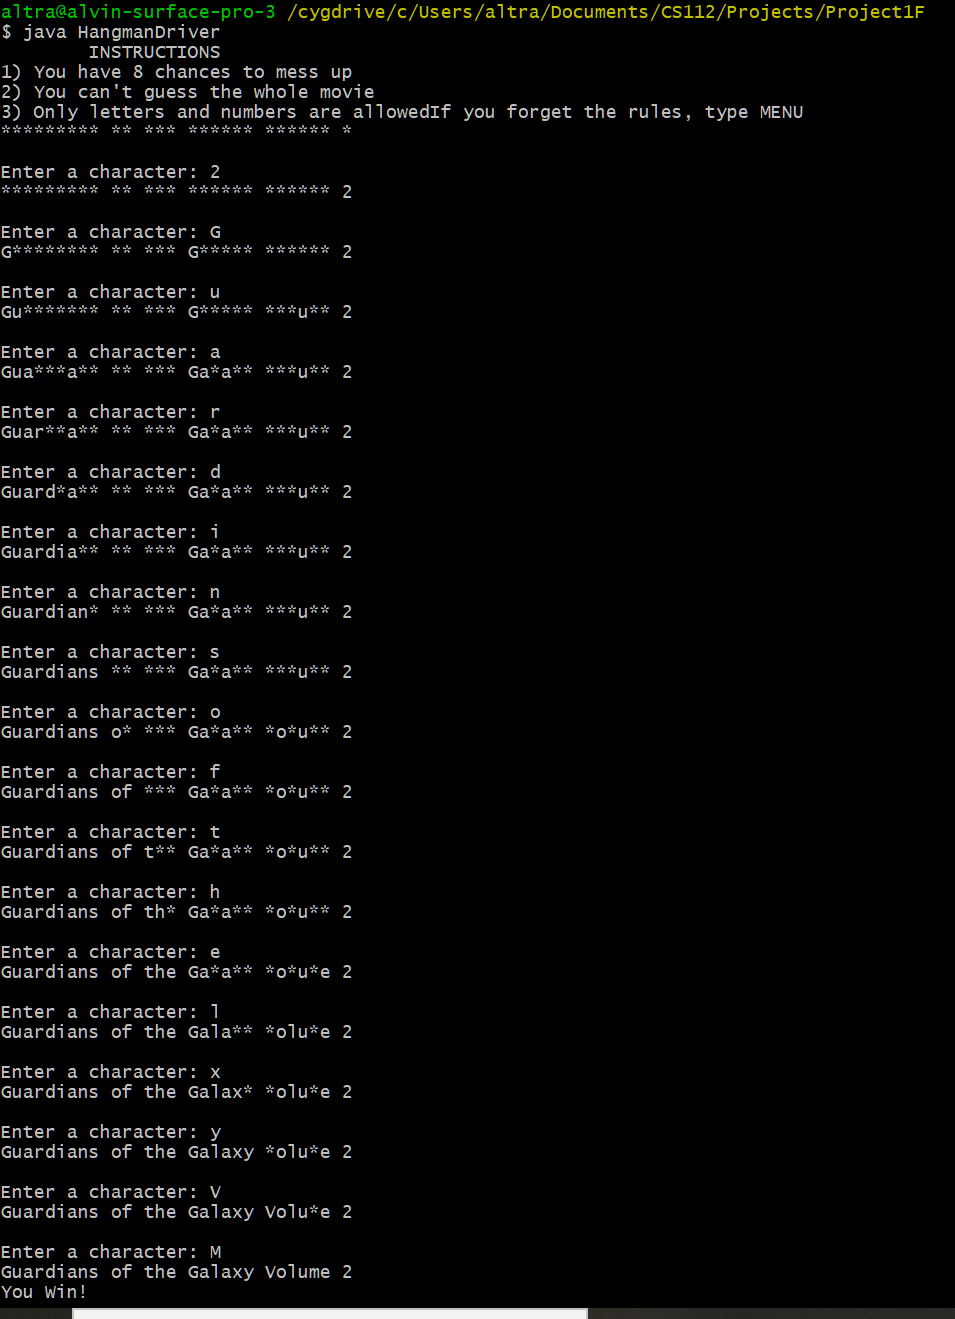 altra@alvin-surface-pro-3 /cygdrive/c/Users/altra/Documents/CS112/Projects/Project1F
$ java HangmanDriver
        INSTRUCTIONS
1) You have 8 chances to mess up
2) You can't guess the whole movie
3) Only letters and numbers are allowedIf you forget the rules, type MENU
********* ** *** ****** ****** *

Enter a character: 2
********* ** *** ****** ****** 2

Enter a character: G
G******** ** *** G***** ****** 2

Enter a character: u
Gu******* ** *** G***** ***u** 2

Enter a character: a
Gua***a** ** *** Ga*a** ***u** 2

Enter a character: r
Guar**a** ** *** Ga*a** ***u** 2

Enter a character: d
Guard*a** ** *** Ga*a** ***u** 2

Enter a character: i
Guardia** ** *** Ga*a** ***u** 2

Enter a character: n
Guardian* ** *** Ga*a** ***u** 2

Enter a character: s
Guardians ** *** Ga*a** ***u** 2

Enter a character: o
Guardians o* *** Ga*a** *o*u** 2

Enter a character: f
Guardians of *** Ga*a** *o*u** 2

Enter a character: t
Guardians of t** Ga*a** *o*u** 2

Enter a character: h
Guardians of th* Ga*a** *o*u** 2

Enter a character: e
Guardians of the Ga*a** *o*u*e 2

Enter a character: l
Guardians of the Gala** *olu*e 2

Enter a character: x
Guardians of the Galax* *olu*e 2

Enter a character: y
Guardians of the Galaxy *olu*e 2

Enter a character: V
Guardians of the Galaxy Volu*e 2

Enter a character: M
Guardians of the Galaxy Volume 2
You Win!